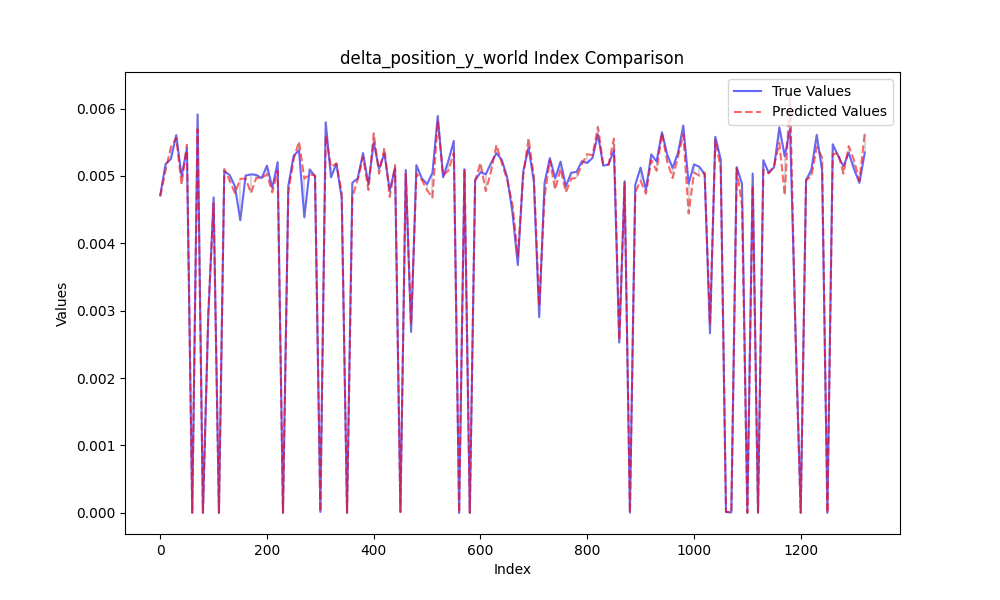 delta_position_y_world Index Comparison
True Values
Predicted Values
0.006
0.005
0.004
0.003
0.002
0.001
0.000
Values
0 200 400 600 800 1000 1200
Index